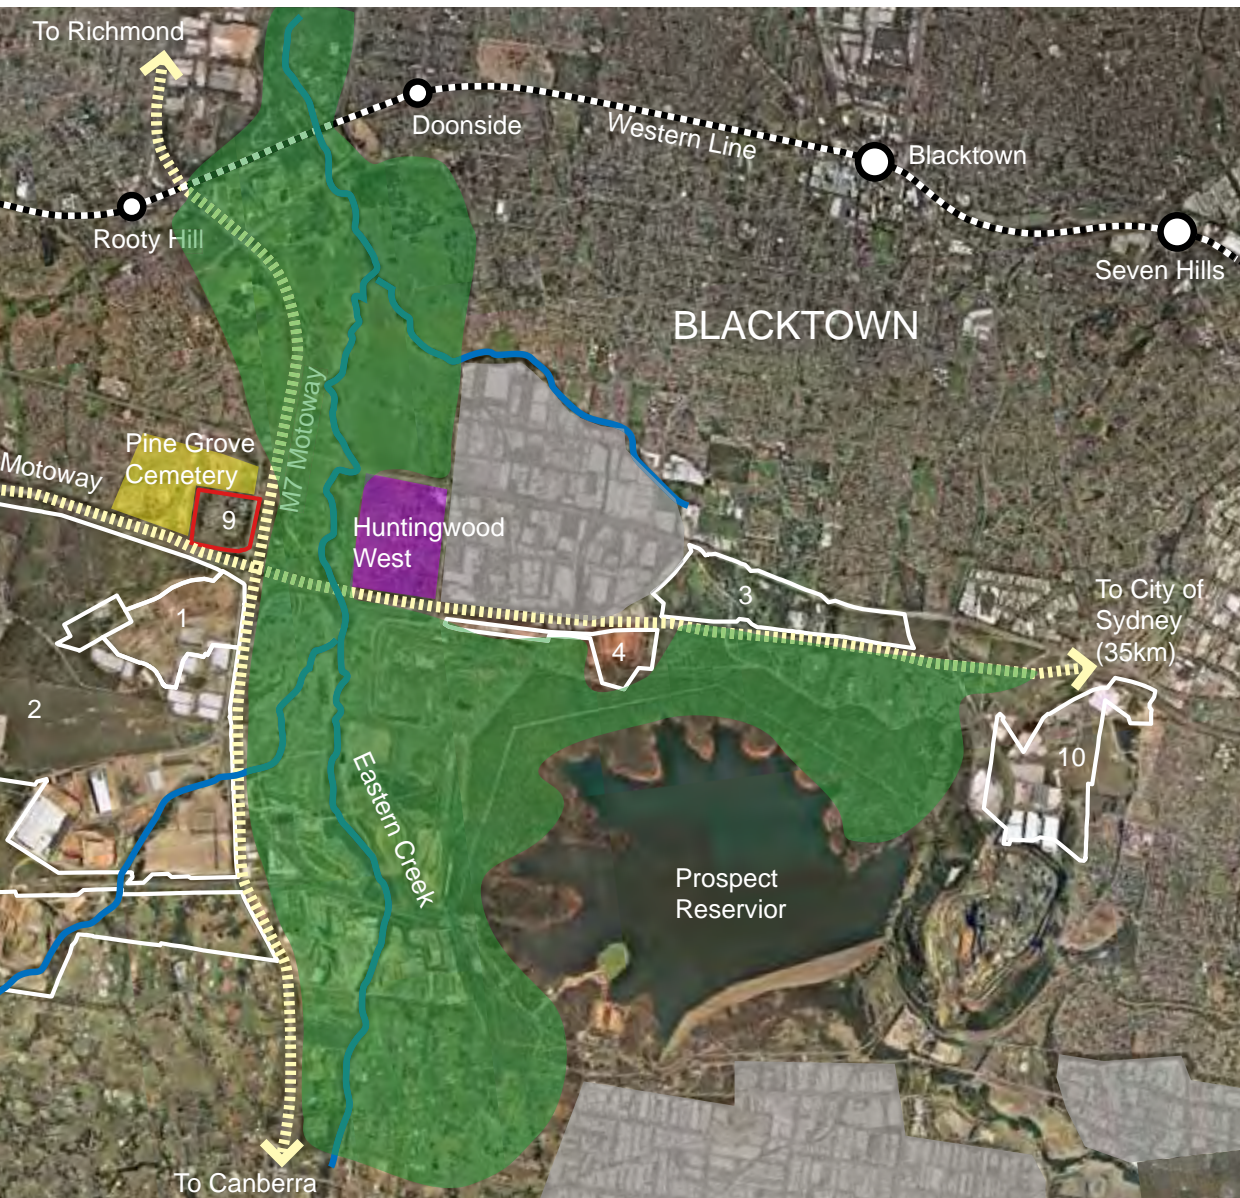 To Richmond
Doonside
Western Line
Blacktown
Rooty Hill
Seven Hills
BLACKTOWN
M7 Motoway
Pine Grove
Cemetery
Motoway
9
Huntingwood
West
1
3
To City of
Sydney
(35km)
4
2
10
Eastern Creek
Prospect
Reservior
To Canberra